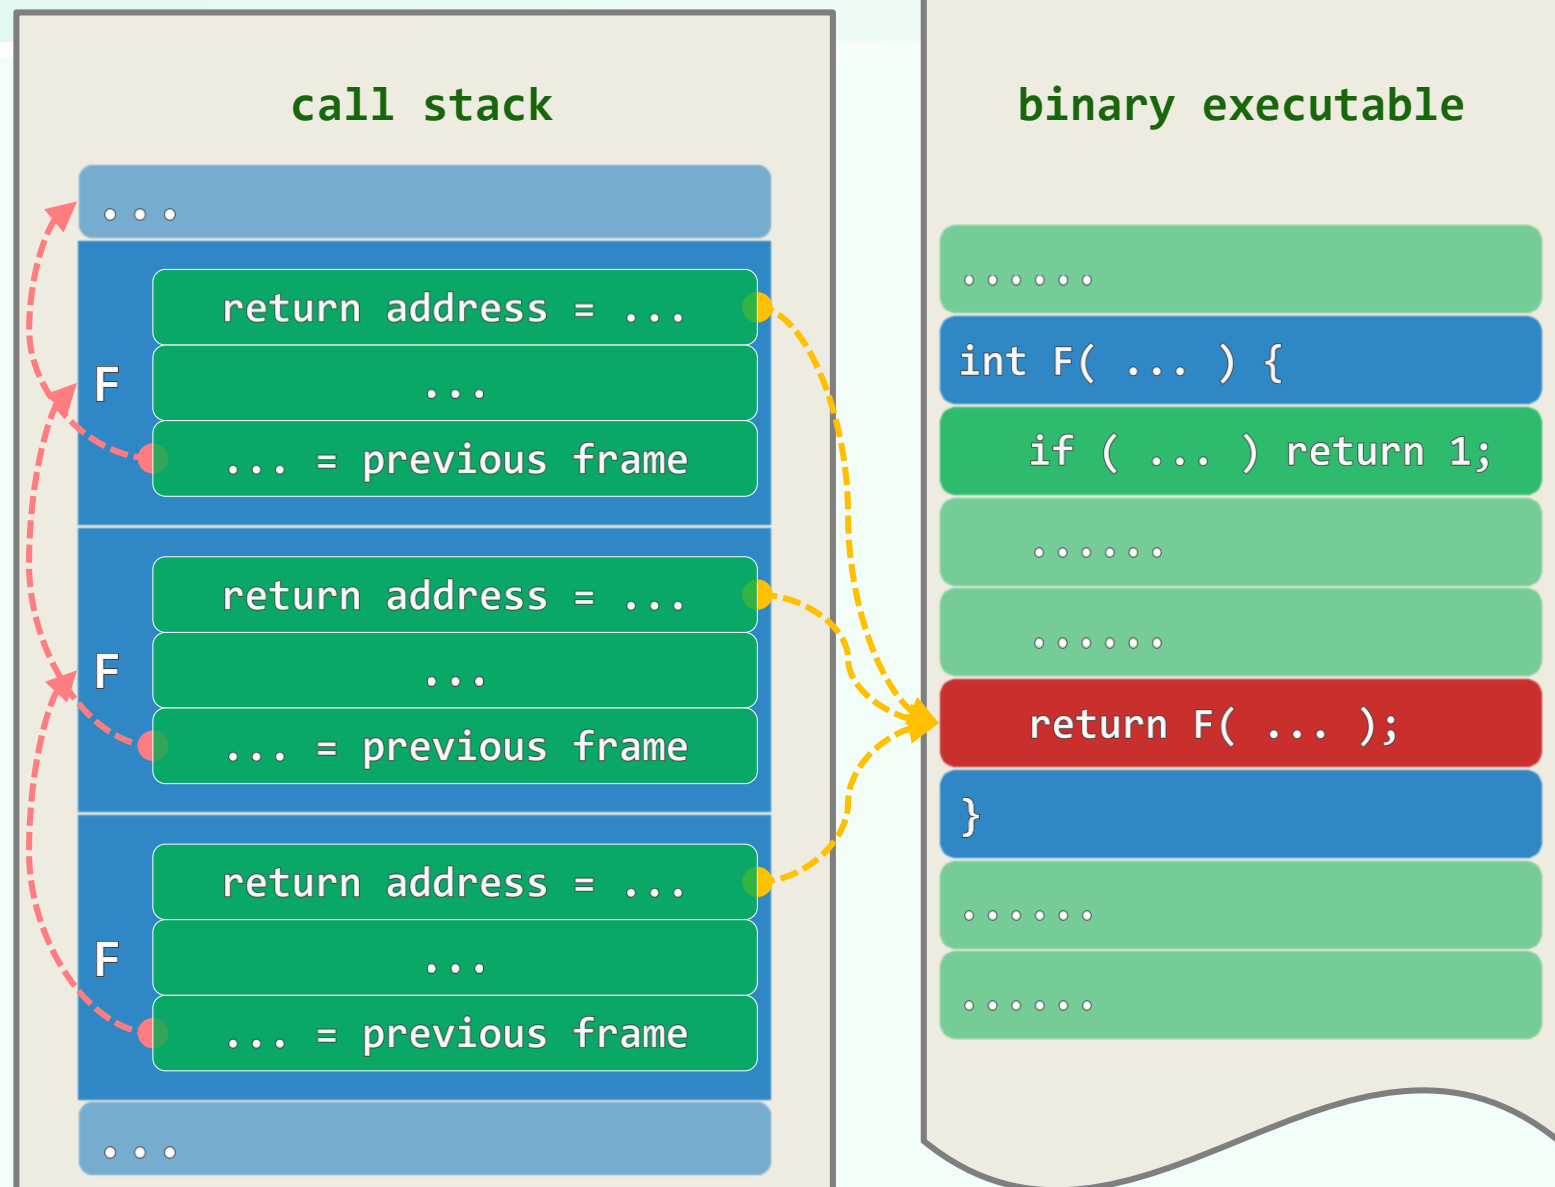 call stack
...
F
return address = ...
...
... = previous frame
F
return address = ...
...
... = previous frame
F
return address = ...
...
... = previous frame
...
binary executable
......
int F( ... ) {
if ( ... ) return 1;
......
......
return F( ... );
}
......
......